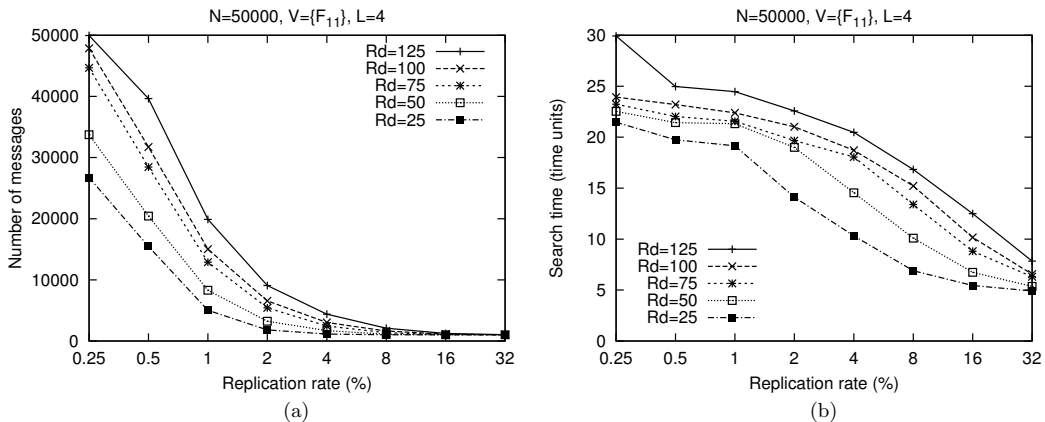 N=50000, V={F11}, L=4
50000
40000
30000
20000
10000
0
Number of messages
0.25 0.5 1 2 4 8 16 32
Replication rate (%)
Rd=125
Rd=100
Rd=75
Rd=50
Rd=25
(a)
N=50000, V={F11}, L=4
30
25
20
15
10
5
0
Search time (time units)
Rd=125
Rd=100
Rd=75
Rd=50
Rd=25
0.25 0.5 1 2 4 8 16 32
Replication rate (%)
(b)